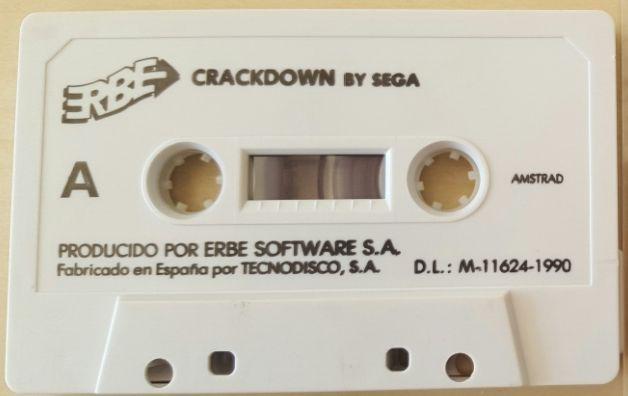 ERBE
CRACKDOWN BY SEGA
A
AMSTRAD
PRODUCIDO POR ERBE SOFTWARE S.A.
Fabricado en España por TECNODISCO, S.A. D.L.: M-11624-1990